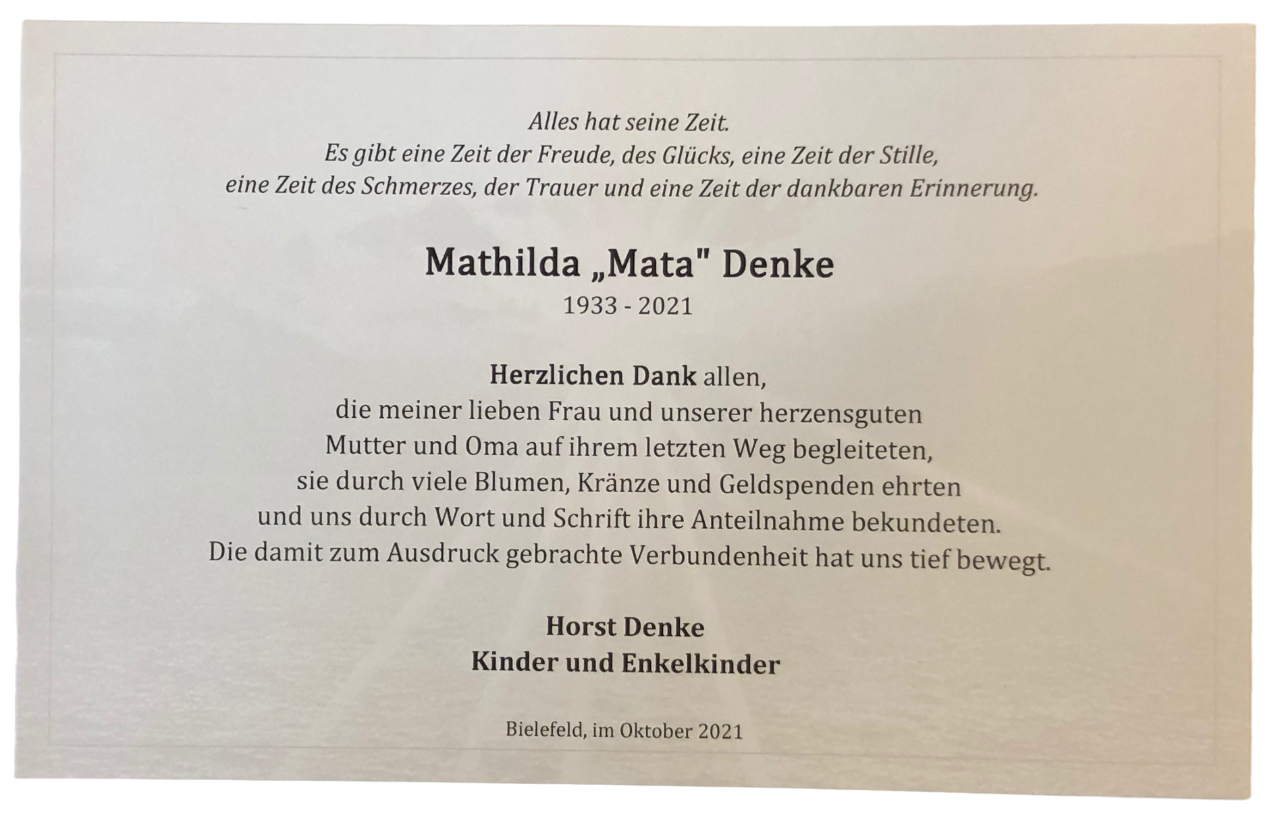 Alles hat seine Zeit.
Es gibt eine Zeit der Freude, des Glücks, eine Zeit der Stille,
eine Zeit des Schmerzes, der Trauer und eine Zeit der dankbaren Erinnerung.
Mathilda „Mata" Denke
1933 - 2021
Herzlichen Dank allen,
die meiner lieben Frau und unserer herzensguten
Mutter und Oma auf ihrem letzten Weg begleiteten,
sie durch viele Blumen, Kränze und Geldspenden ehrten
und uns durch Wort und Schrift ihre Anteilnahme bekundeten.
Die damit zum Ausdruck gebrachte Verbundenheit hat uns tief bewegt.
Horst Denke
Kinder und Enkelkinder
Bielefeld, im Oktober 2021